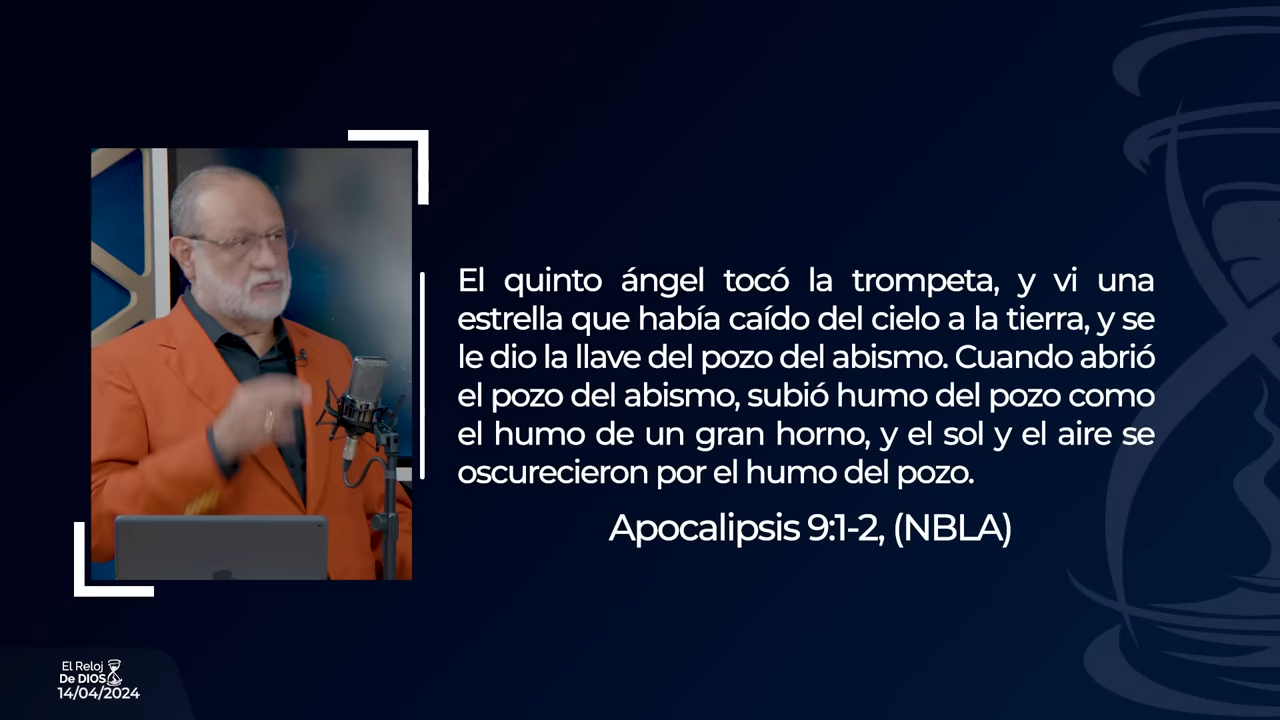 El quinto ángel tocó la trompeta, y vi una
estrella que había caído del cielo a la tierra, y se
le dio la llave del pozo del abismo. Cuando abrió
el pozo del abismo, subió humo del pozo como
el humo de un gran horno, y el sol y el aire se
oscurecieron por el humo del pozo.
Apocalipsis 9:1-2, (NBLA)
El Reloj
De DIOS
14/04/2024